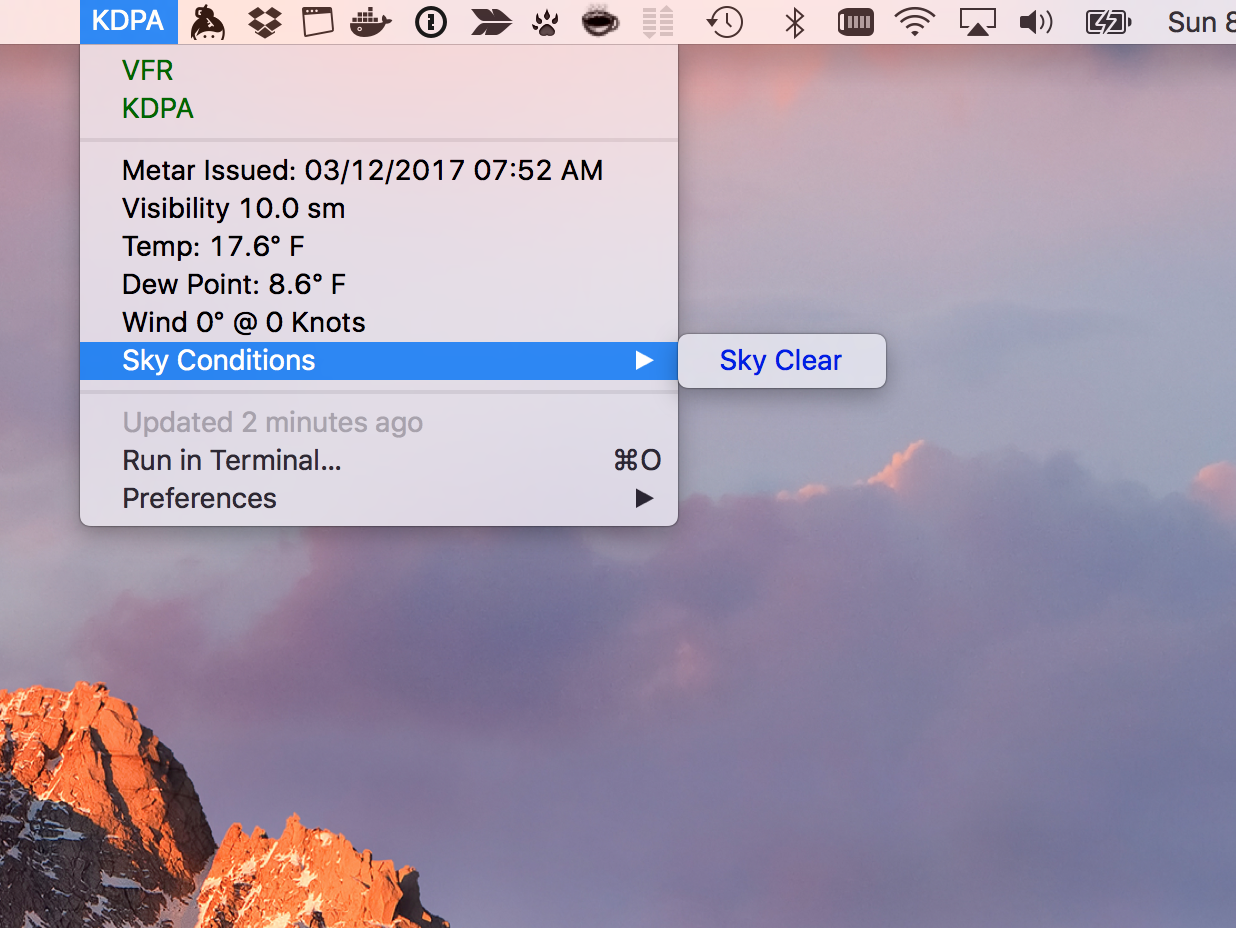 KDPA
Sun 8
VFR
KDPA
Metar Issued: 03/12/2017 07:52 AM
Visibility 10.0 sm
Temp: 17.6° F
Dew Point: 8.6° F
Wind 0° @ 0 Knots
Sky Conditions
Sky Clear
Updated 2 minutes ago
Run in Terminal... ⌘O
Preferences